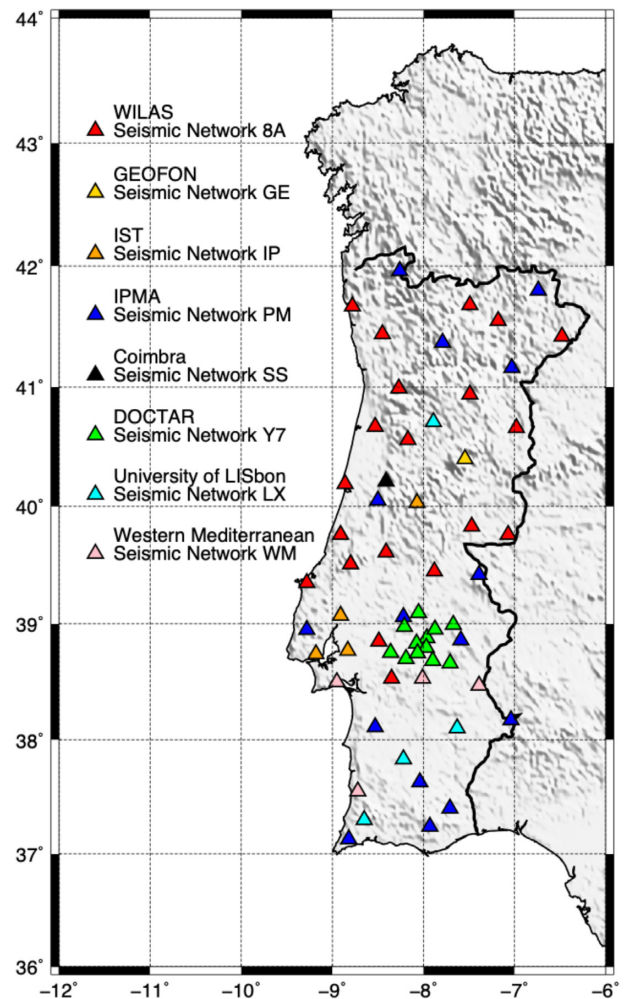 44°
43°
42°
41°
40°
39°
38°
37°
36°
WILAS
Seismic Network 8A
GEOFON
Seismic Network GE
IST
Seismic Network IP
IPMA
Seismic Network PM
Coimbra
Seismic Network SS
DOCTAR
Seismic Network Y7
University of LISbon
Seismic Network LX
Western Mediterranean
Seismic Network WM
−12° −11° −10° −9° −8° −7° −6°